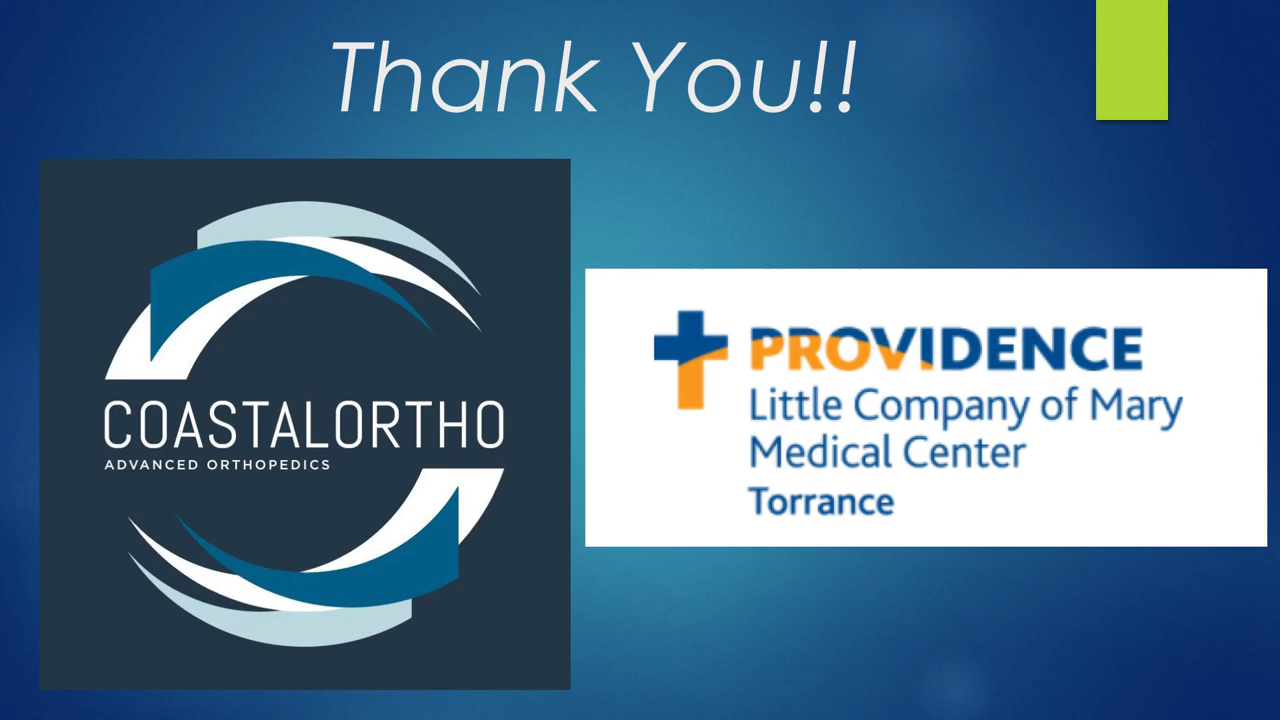 Thank You!!
COASTALORTHO
ADVANCED ORTHOPEDICS
PROVIDENCE
Little Company of Mary
Medical Center
Torrance